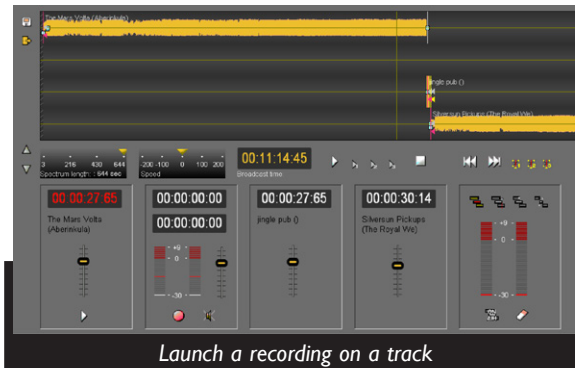 The Mars Volta (Abernikula)
jingle pub ()
Silversun Pickups (The Royal We)
3 216 430 644
Spectrum length : 644 sec
-200 -100 0 100 200
Speed
00:11:14:45
Broadcast time
00:00:27:65
The Mars Volta
(Abernikula)
00:00:00:00
00:00:00:00
+9
0
-30
00:00:27:65
jingle pub ()
00:00:30:14
Silversun Pickups
(The Royal We)
+9
0
-30
Launch a recording on a track